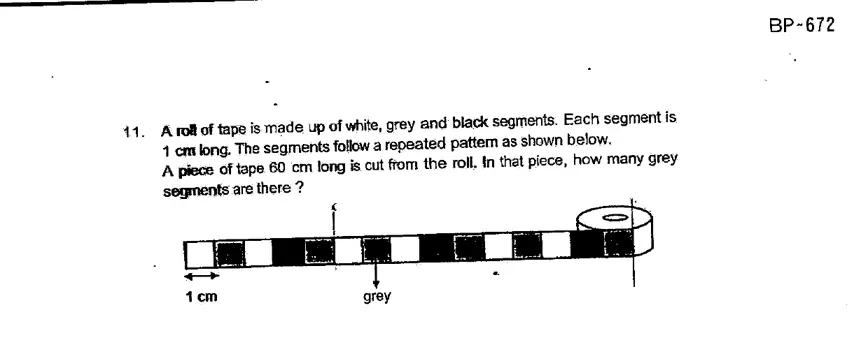 BP-672
11. A roll of tape is made up of white, grey and black segments. Each segment is
1 cm long. The segments follow a repeated pattern as shown below.
A piece of tape 60 cm long is cut from the roll. In that piece, how many grey
segments are there ?
1 cm
grey